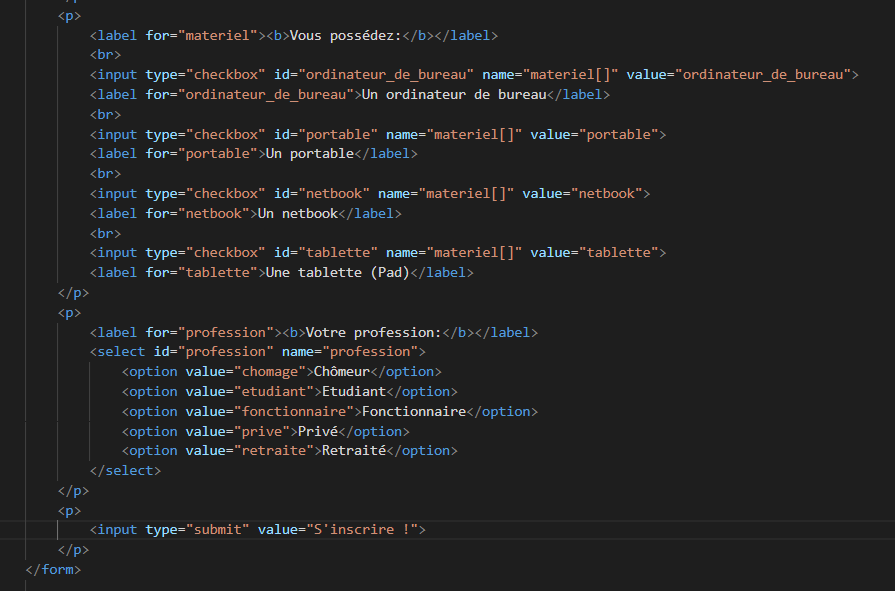 <p>
<label for="materiel"><b>Vous possédez:</b></label>
<br>
<input type="checkbox" id="ordinateur_de_bureau" name="materiel[]" value="ordinateur_de_bureau">
<label for="ordinateur_de_bureau">Un ordinateur de bureau</label>
<br>
<input type="checkbox" id="portable" name="materiel[]" value="portable">
<label for="portable">Un portable</label>
<br>
<input type="checkbox" id="netbook" name="materiel[]" value="netbook">
<label for="netbook">Un netbook</label>
<br>
<input type="checkbox" id="tablette" name="materiel[]" value="tablette">
<label for="tablette">Une tablette (Pad)</label>
</p>
<p>
<label for="profession"><b>Votre profession:</b></label>
<select id="profession" name="profession">
<option value="chomage">Chômeur</option>
<option value="etudiant">Etudiant</option>
<option value="fonctionnaire">Fonctionnaire</option>
<option value="prive">Privé</option>
<option value="retraite">Retraité</option>
</select>
</p>
<p>
<input type="submit" value="S'inscrire !">
</p>
</form>